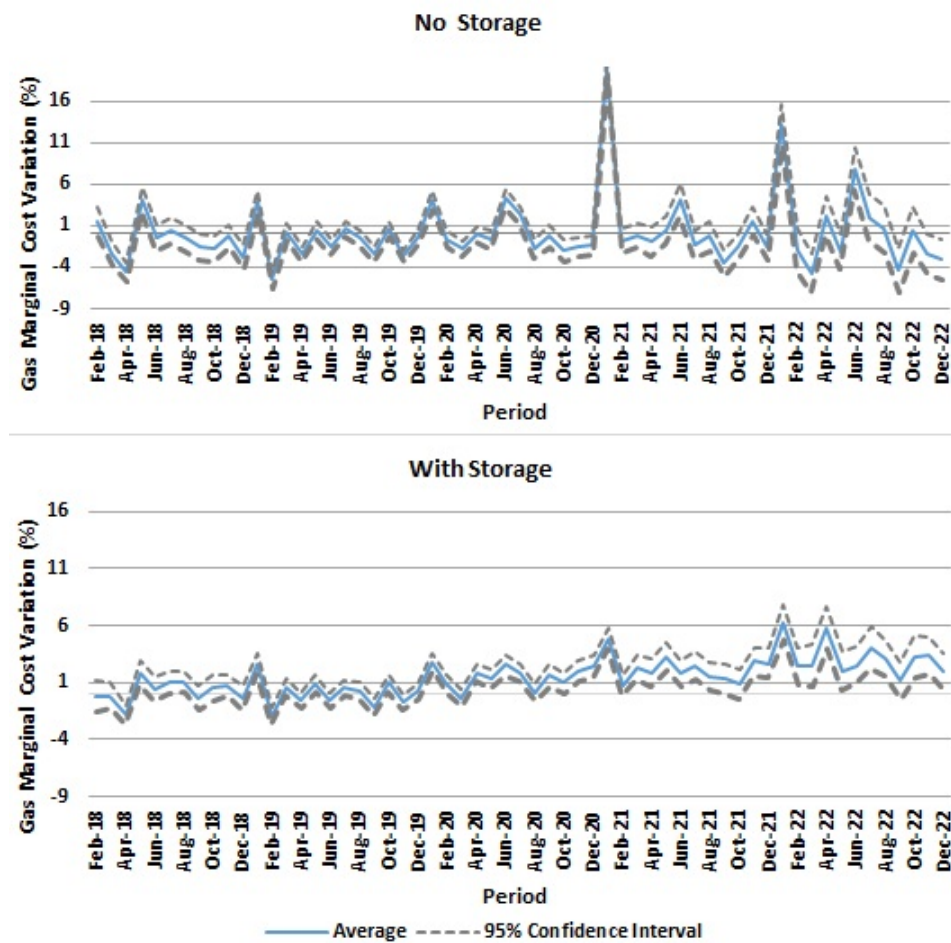 No Storage
Gas Marginal Cost Variation (%)
16
11
6
1
-4
-9
Feb-18
Apr-18
Jun-18
Aug-18
Oct-18
Dec-18
Feb-19
Apr-19
Jun-19
Aug-19
Oct-19
Dec-19
Feb-20
Apr-20
Jun-20
Aug-20
Oct-20
Dec-20
Feb-21
Apr-21
Jun-21
Aug-21
Oct-21
Dec-21
Feb-22
Apr-22
Jun-22
Aug-22
Oct-22
Dec-22
Period
With Storage
Gas Marginal Cost Variation (%)
16
11
6
1
-4
-9
Feb-18
Apr-18
Jun-18
Aug-18
Oct-18
Dec-18
Feb-19
Apr-19
Jun-19
Aug-19
Oct-19
Dec-19
Feb-20
Apr-20
Jun-20
Aug-20
Oct-20
Dec-20
Feb-21
Apr-21
Jun-21
Aug-21
Oct-21
Dec-21
Feb-22
Apr-22
Jun-22
Aug-22
Oct-22
Dec-22
Period
Average 95% Confidence Interval